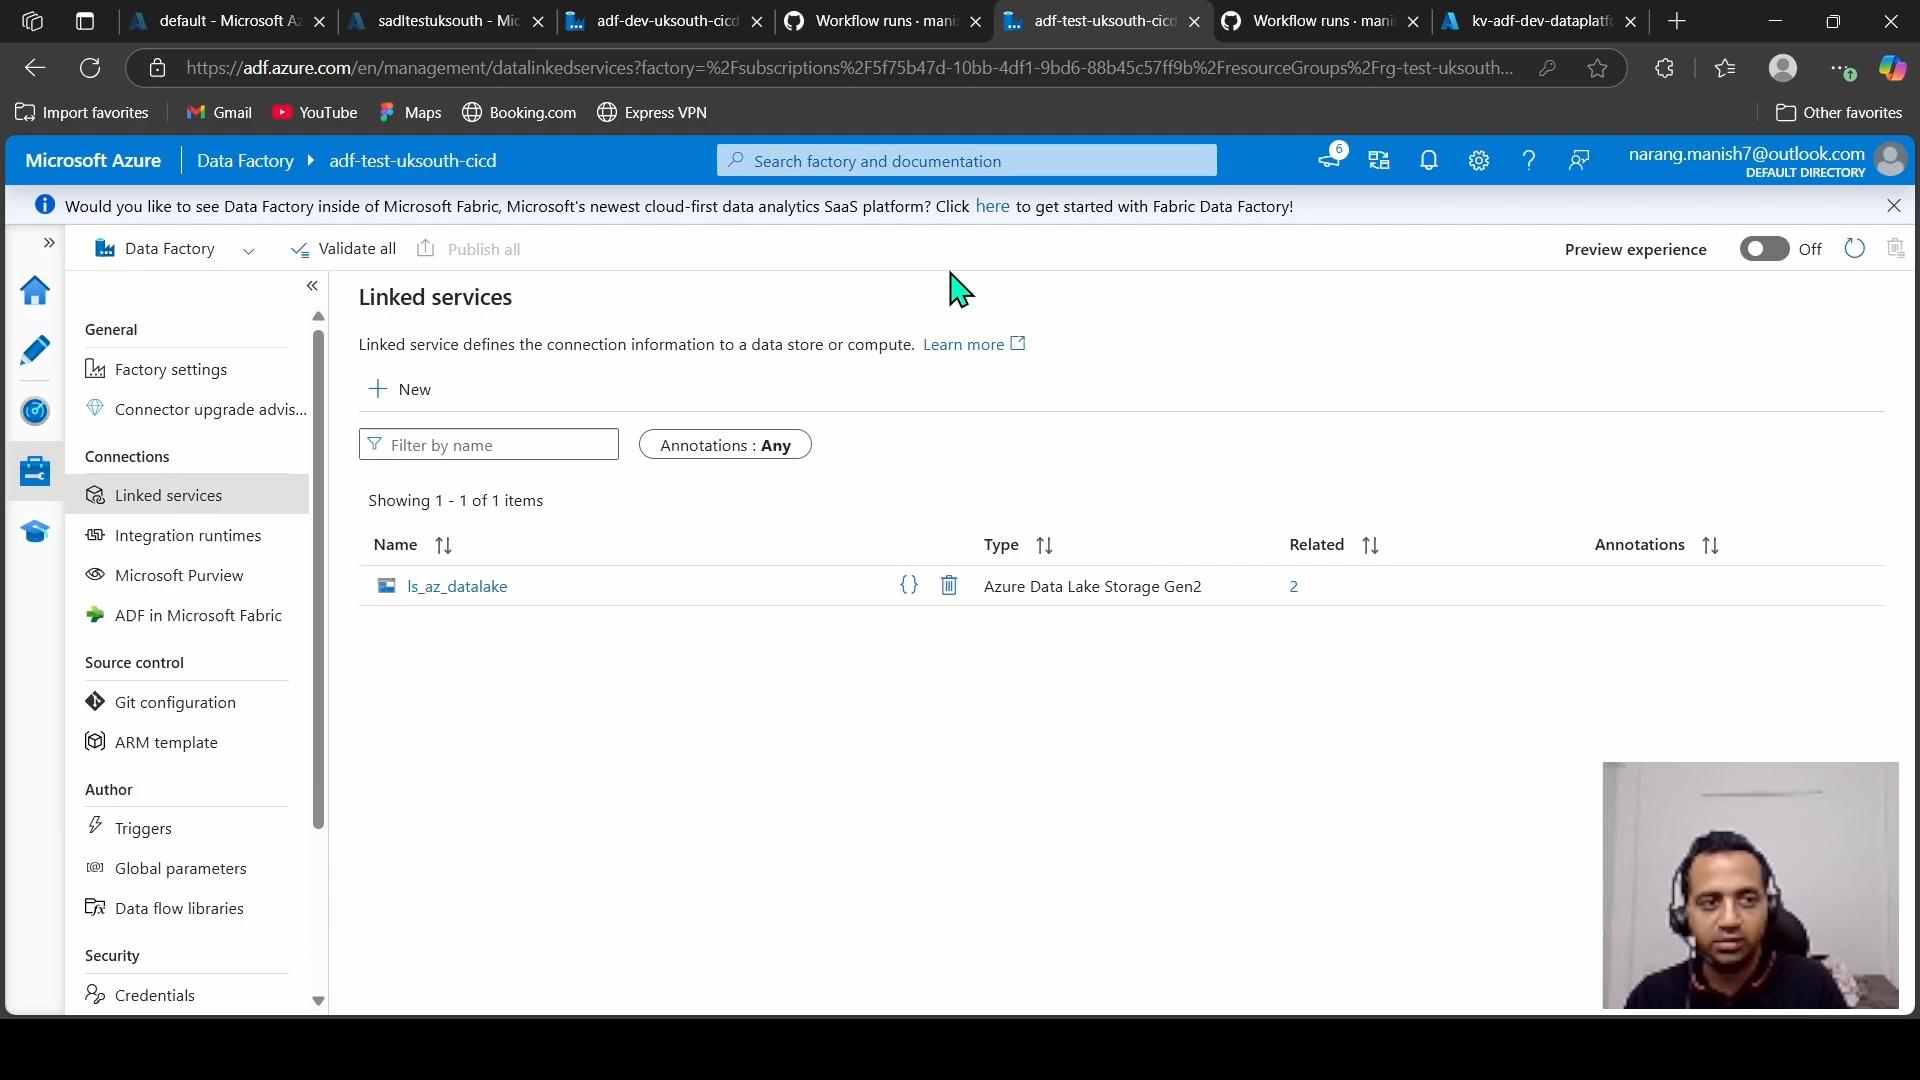 default - Microsoft Az
sadltestuksouth - Mic
adf-dev-uksouth-cicd
Workflow runs · mani
adf-test-uksouth-cicd
Workflow runs · mani
kv-adf-dev-dataplatfo
https://adf.azure.com/en/management/datalinkedservices?factory=%2Fsubscriptions%2F5f75b47d-10bb-4df1-9bd6-88b45c57ff9b%2FresourceGroups%2Frg-test-uksouth...
Import favorites
Gmail
YouTube
Maps
Booking.com
Express VPN
Other favorites
Microsoft Azure
Data Factory
adf-test-uksouth-cicd
Search factory and documentation
6
narang.manish7@outlook.com
DEFAULT DIRECTORY
Would you like to see Data Factory inside of Microsoft Fabric, Microsoft's newest cloud-first data analytics SaaS platform? Click here to get started with Fabric Data Factory!
Data Factory
Validate all
Publish all
Preview experience
Off
General
Factory settings
Connector upgrade advis...
Connections
Linked services
Integration runtimes
Microsoft Purview
ADF in Microsoft Fabric
Source control
Git configuration
ARM template
Author
Triggers
Global parameters
Data flow libraries
Security
Credentials
Linked services
Linked service defines the connection information to a data store or compute. Learn more
New
Filter by name
Annotations : Any
Showing 1 - 1 of 1 items
Name
Type
Related
Annotations
ls_az_datalake
{}
Azure Data Lake Storage Gen2
2